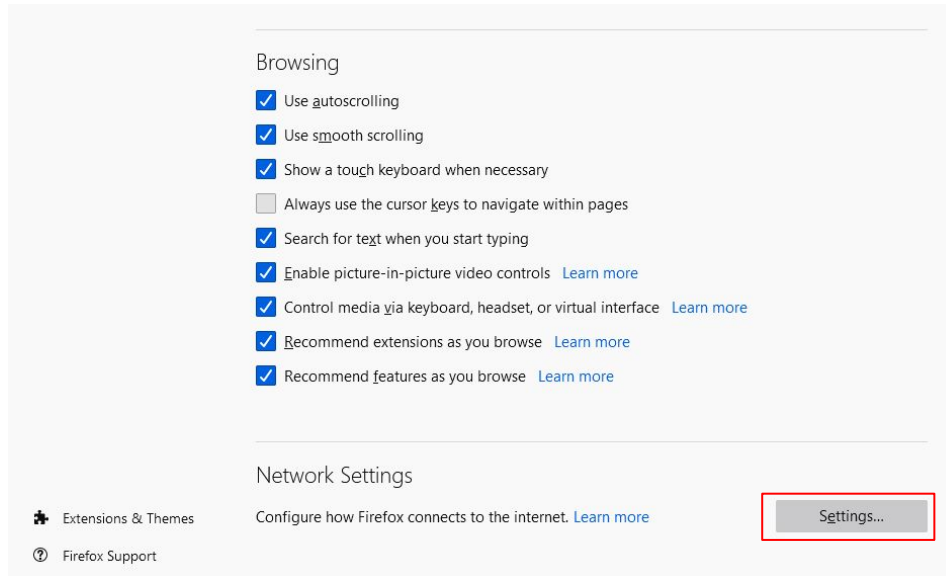 Browsing
Use autoscrolling
Use smooth scrolling
Show a touch keyboard when necessary
Always use the cursor keys to navigate within pages
Search for text when you start typing
Enable picture-in-picture video controls Learn more
Control media via keyboard, headset, or virtual interface Learn more
Recommend extensions as you browse Learn more
Recommend features as you browse Learn more
Network Settings
Configure how Firefox connects to the internet. Learn more Settings...
Extensions & Themes
Firefox Support